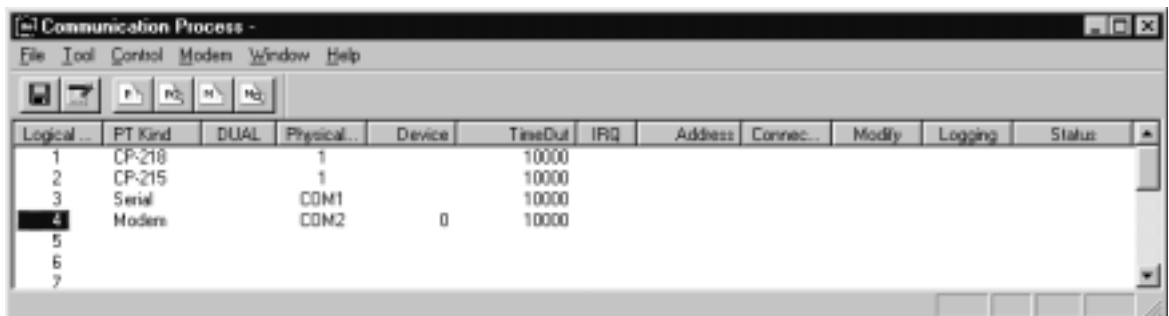 Communication Process -
File Tool Control Modem Window Help
Logical ... PT Kind DUAL Physical... Device TimeOut IRQ Address Connec... Modify Logging Status
1 CP-218 1 10000
2 CP-215 1 10000
3 Serial COM1 10000
4 Modem COM2 0 10000
5
6
7